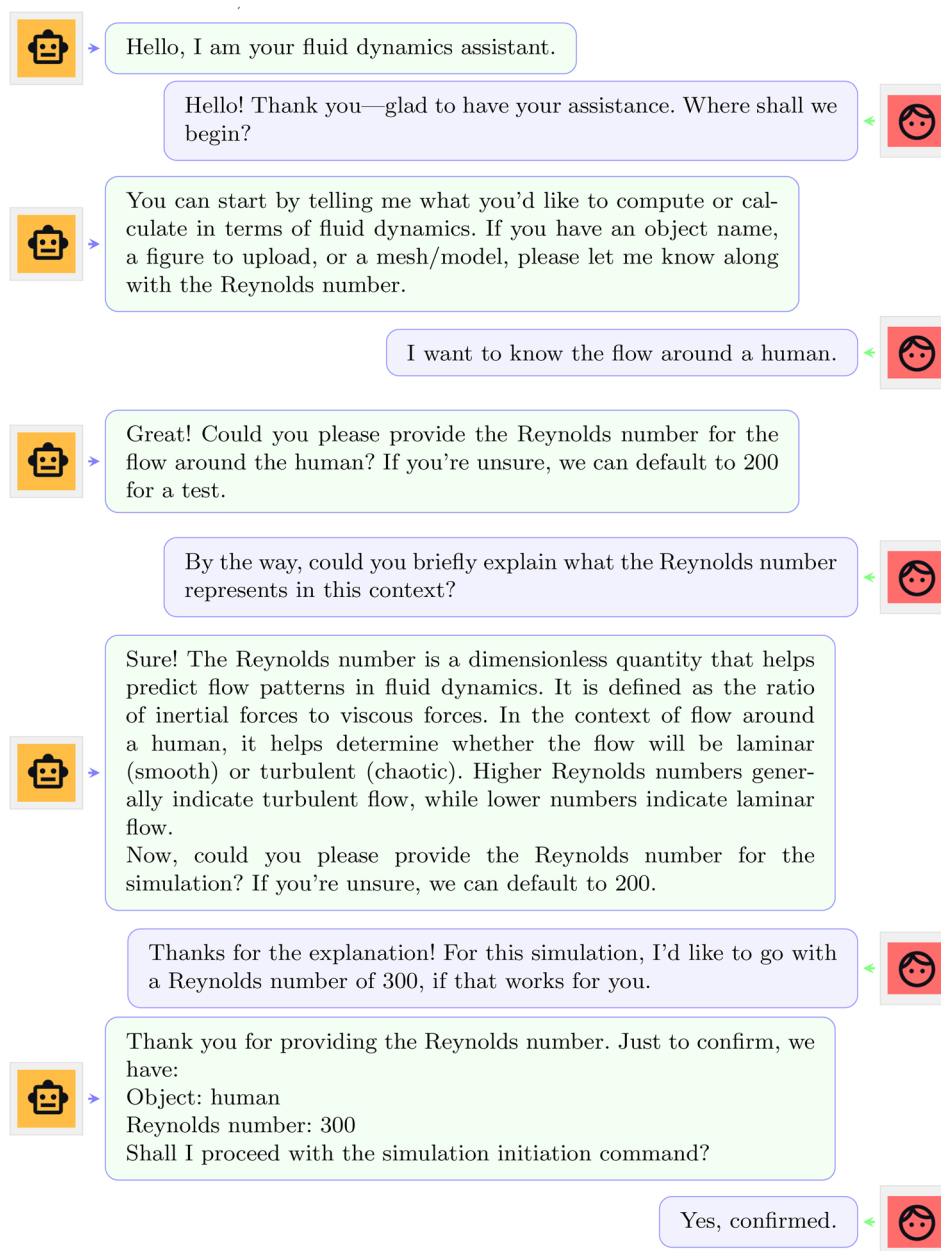 Hello, I am your fluid dynamics assistant.
Hello! Thank you—glad to have your assistance. Where shall we
begin?
You can start by telling me what you'd like to compute or cal-
culate in terms of fluid dynamics. If you have an object name,
a figure to upload, or a mesh/model, please let me know along
with the Reynolds number.
I want to know the flow around a human.
Great! Could you please provide the Reynolds number for the
flow around the human? If you're unsure, we can default to 200
for a test.
By the way, could you briefly explain what the Reynolds number
represents in this context?
Sure! The Reynolds number is a dimensionless quantity that helps
predict flow patterns in fluid dynamics. It is defined as the ratio
of inertial forces to viscous forces. In the context of flow around
a human, it helps determine whether the flow will be laminar
(smooth) or turbulent (chaotic). Higher Reynolds numbers gener-
ally indicate turbulent flow, while lower numbers indicate laminar
flow.
Now, could you please provide the Reynolds number for the
simulation? If you're unsure, we can default to 200.
Thanks for the explanation! For this simulation, I'd like to go with
a Reynolds number of 300, if that works for you.
Thank you for providing the Reynolds number. Just to confirm, we
have:
Object: human
Reynolds number: 300
Shall I proceed with the simulation initiation command?
Yes, confirmed.